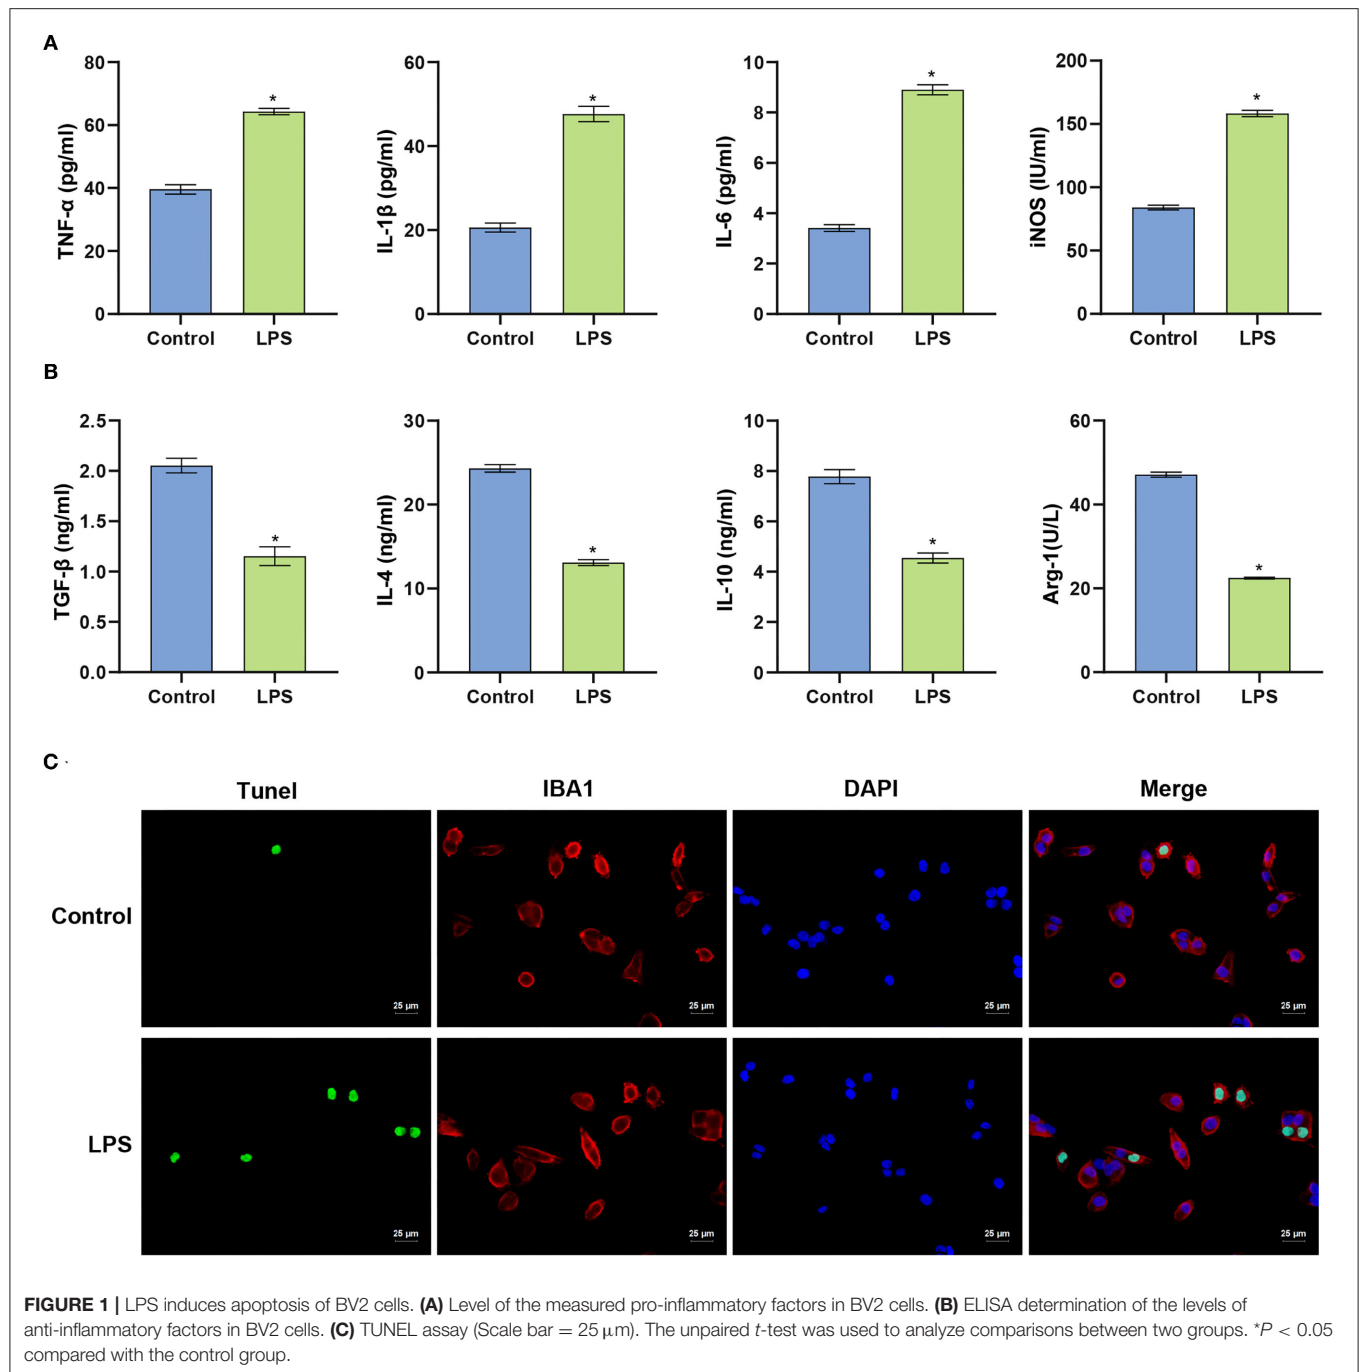 A
TNF-α (pg/ml)
80
60
40
20
0
Control LPS
*
IL-1β (pg/ml)
60
40
20
0
Control LPS
*
IL-6 (pg/ml)
10
8
6
4
2
0
Control LPS
*
iNOS (IU/ml)
200
150
100
50
0
Control LPS
*
B
TGF-β (ng/ml)
2.5
2.0
1.5
1.0
0.5
0.0
Control LPS
*
IL-4 (ng/ml)
30
20
10
0
Control LPS
*
IL-10 (ng/ml)
10
8
6
4
2
0
Control LPS
*
Arg-1(U/L)
60
40
20
0
Control LPS
*
C
Tunel IBA1 DAPI Merge
Control
25 μm 25 μm 25 μm 25 μm
LPS
25 μm 25 μm 25 μm 25 μm
FIGURE 1 | LPS induces apoptosis of BV2 cells. (A) Level of the measured pro-inflammatory factors in BV2 cells. (B) ELISA determination of the levels of
anti-inflammatory factors in BV2 cells. (C) TUNEL assay (Scale bar = 25 μm). The unpaired t-test was used to analyze comparisons between two groups. *P < 0.05
compared with the control group.